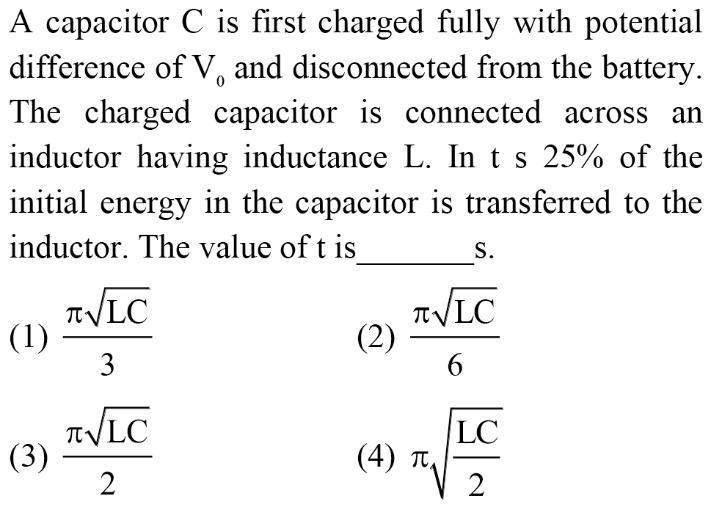 A capacitor C is first charged fully with potential
difference of V₀ and disconnected from the battery.
The charged capacitor is connected across an
inductor having inductance L. In t s 25% of the
initial energy in the capacitor is transferred to the
inductor. The value of t is________s.
(1) π√LC / 3 (2) π√LC / 6
(3) π√LC / 2 (4) π√(LC / 2)